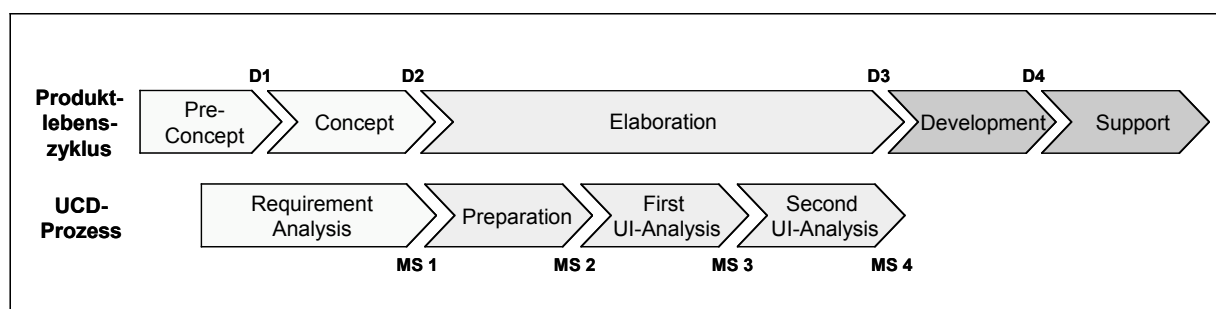 D1 D2 D3 D4
Produkt-
lebens-
zyklus
Pre-
Concept
Concept
Elaboration
Development
Support
UCD-
Prozess
Requirement
Analysis
Preparation
First
UI-Analysis
Second
UI-Analysis
MS 1 MS 2 MS 3 MS 4